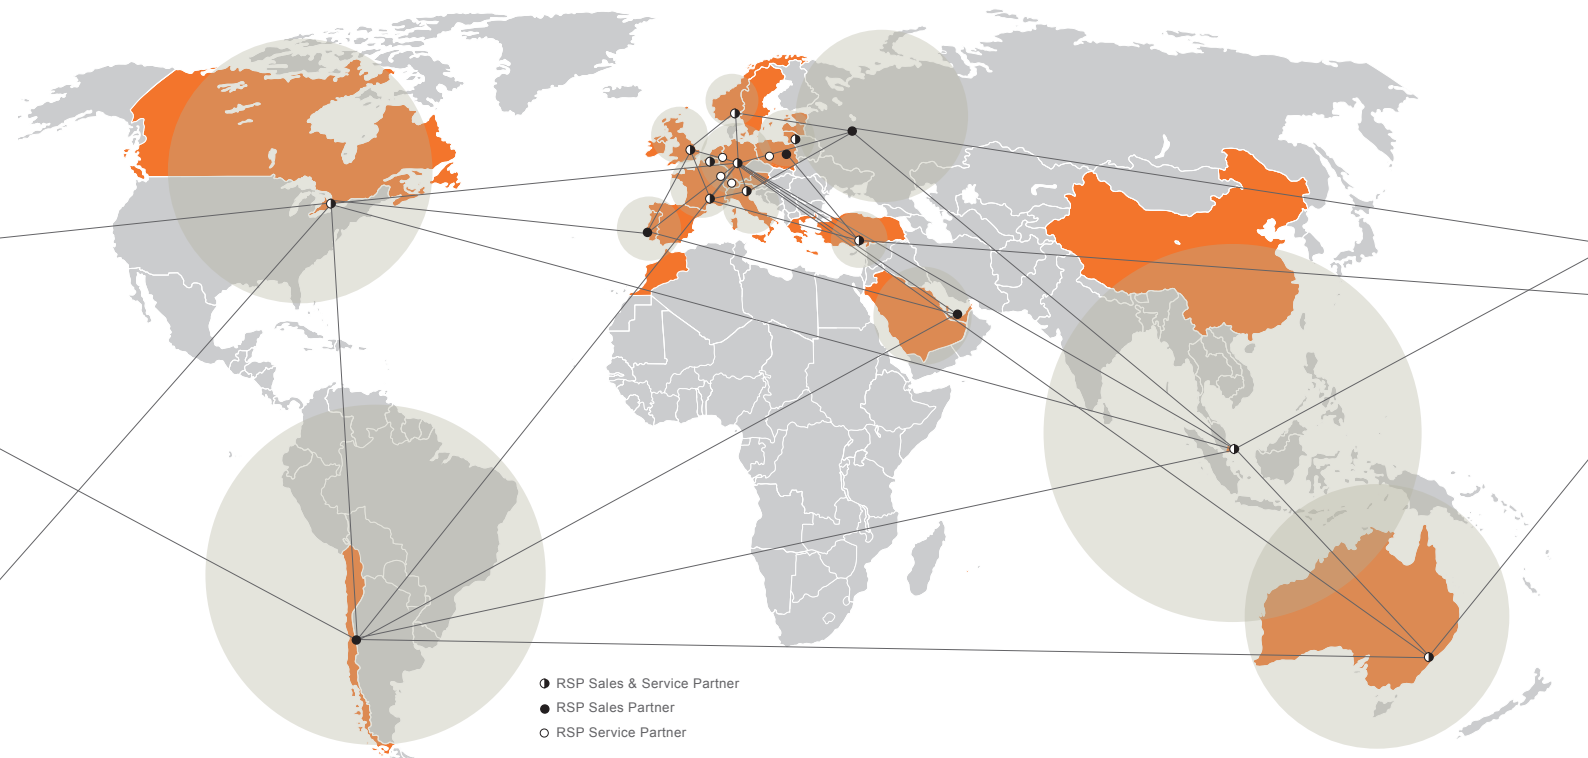 RSP Sales & Service Partner
RSP Sales Partner
RSP Service Partner